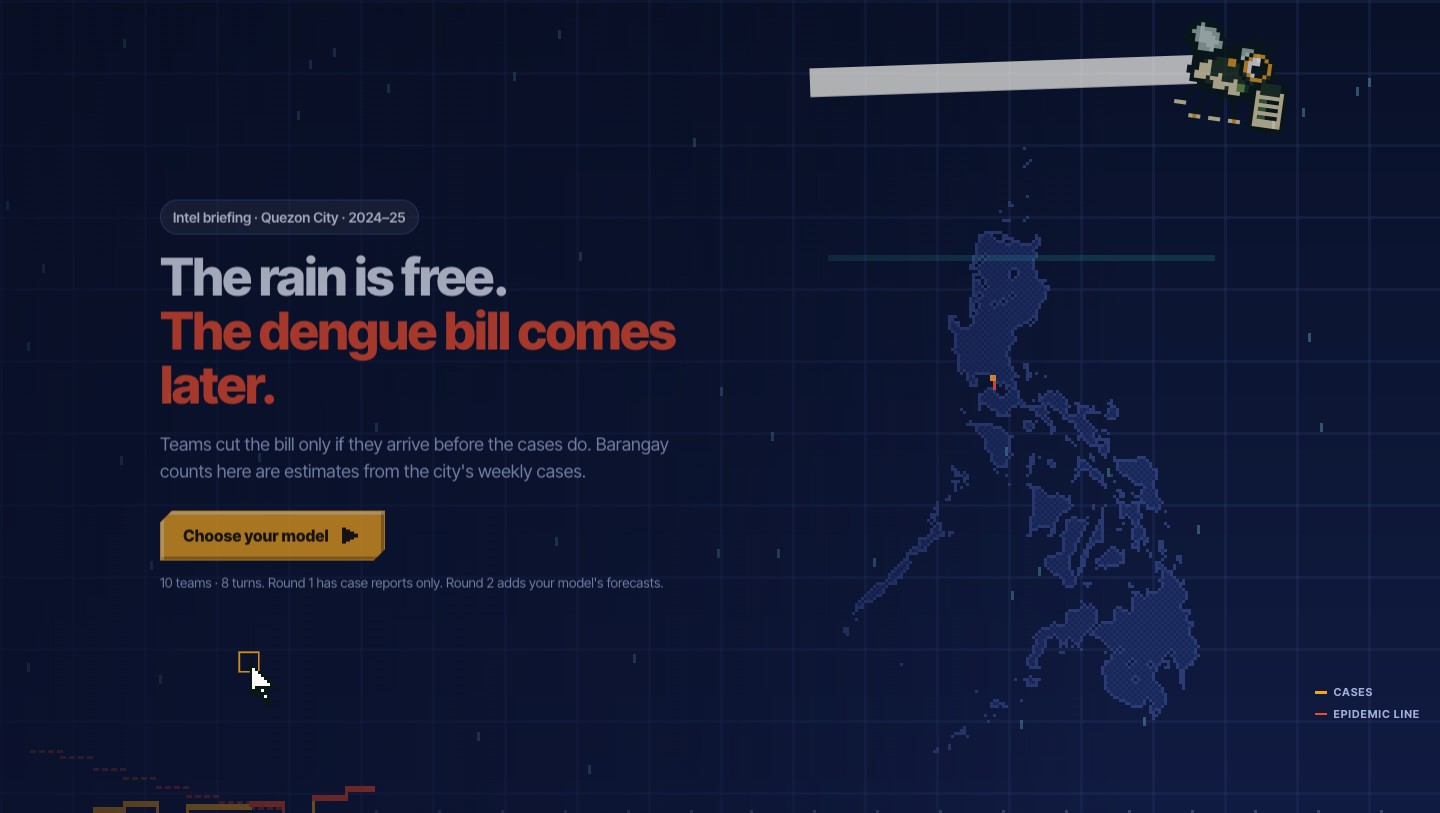 Intel briefing · Quezon City · 2024–25
The rain is free.
The dengue bill comes
later.
Teams cut the bill only if they arrive before the cases do. Barangay
counts here are estimates from the city's weekly cases.
Choose your model
10 teams · 8 turns. Round 1 has case reports only. Round 2 adds your model's forecasts.
CASES
EPIDEMIC LINE